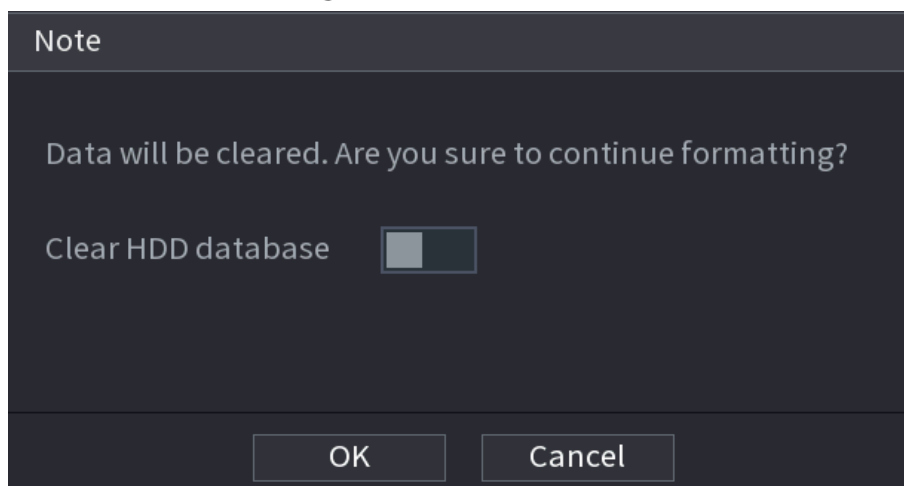 Note
Data will be cleared. Are you sure to continue formatting?
Clear HDD database
OK
Cancel